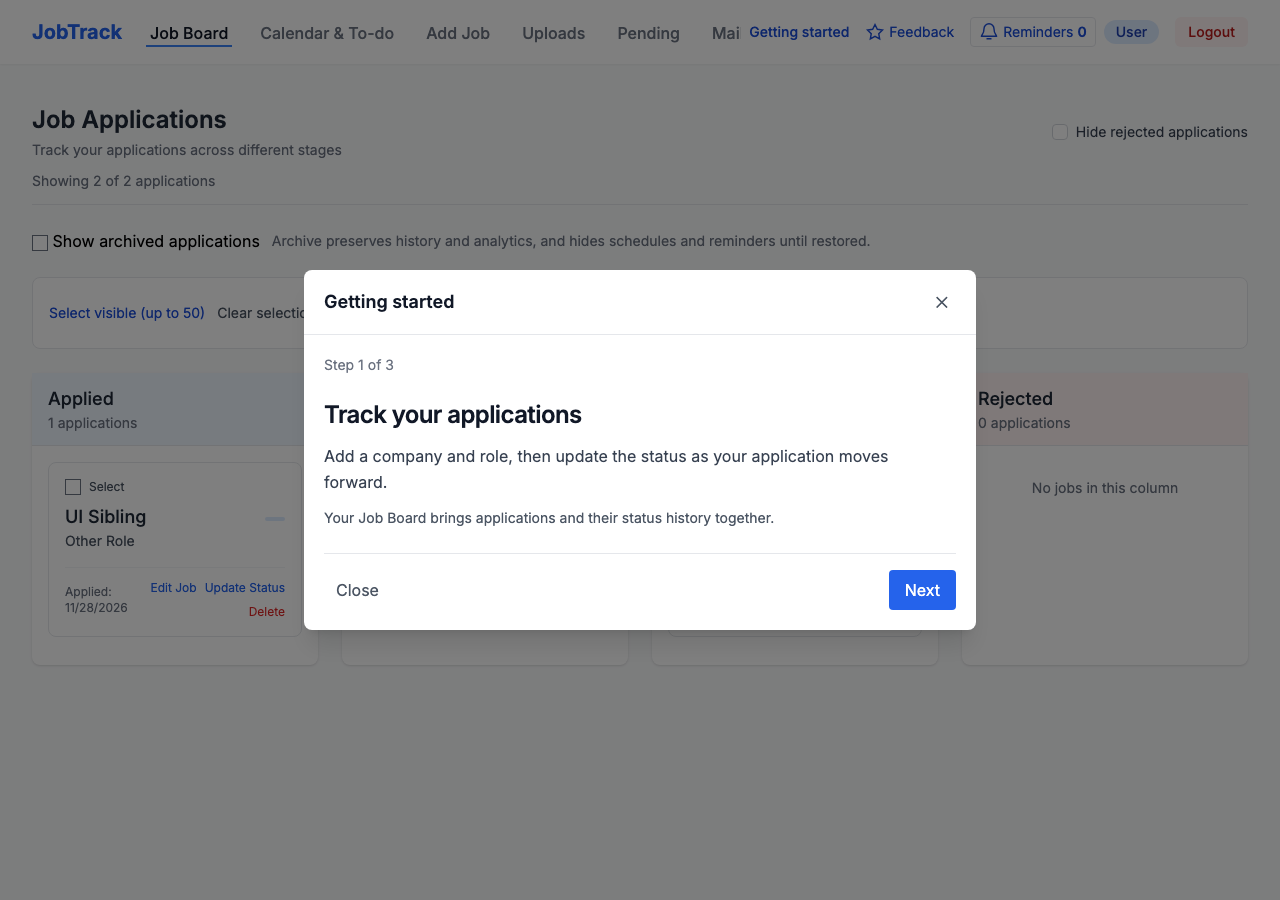 JobTrack
Job Board
Calendar & To-do
Add Job
Uploads
Pending
Mai
Getting started
Feedback
Reminders 0
User
Logout
Job Applications
Track your applications across different stages
Showing 2 of 2 applications
Hide rejected applications
Show archived applications
Archive preserves history and analytics, and hides schedules and reminders until restored.
Select visible (up to 50)
Clear selectio
Getting started
Step 1 of 3
Track your applications
Add a company and role, then update the status as your application moves
forward.
Your Job Board brings applications and their status history together.
Close
Next
Applied
1 applications
Select
UI Sibling
Other Role
Applied:
11/28/2026
Edit Job
Update Status
Delete
Rejected
0 applications
No jobs in this column